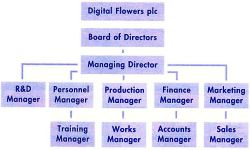 Digital Flowers plc
Board of Directors
Managing Director
R&D Manager
Personnel Manager
Production Manager
Finance Manager
Marketing Manager
Training Manager
Works Manager
Accounts Manager
Sales Manager